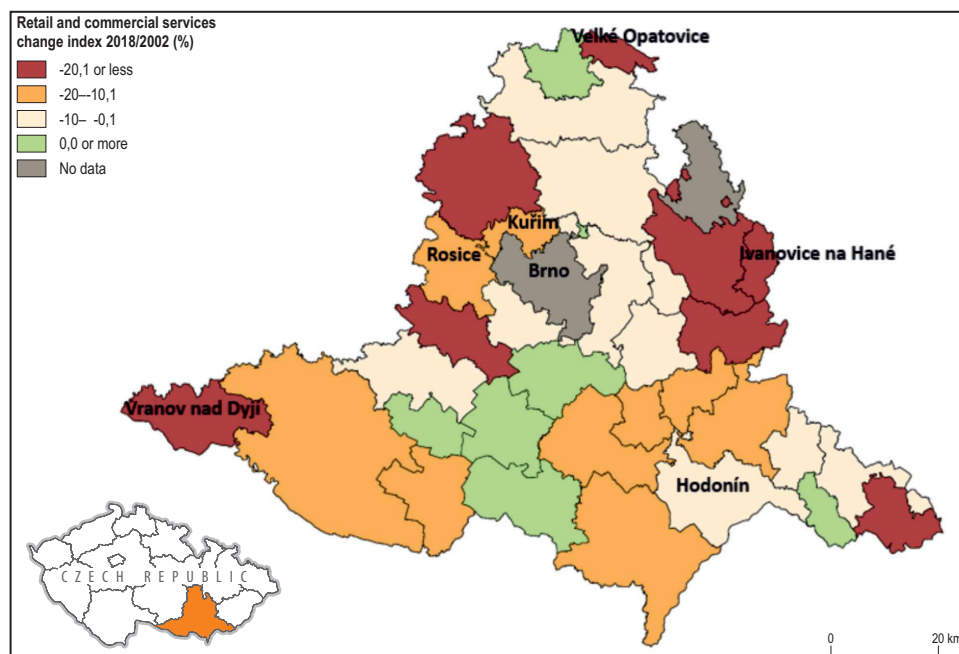 Retail and commercial services
change index 2018/2002 (%)
-20,1 or less
-20–-10,1
-10– -0,1
0,0 or more
No data
Velké Opatovice
Kuřim
Rosice
Brno
Ivanovice na Hané
Vranov nad Dyjí
Hodonín
CZECH REPUBLIC
0 20 km